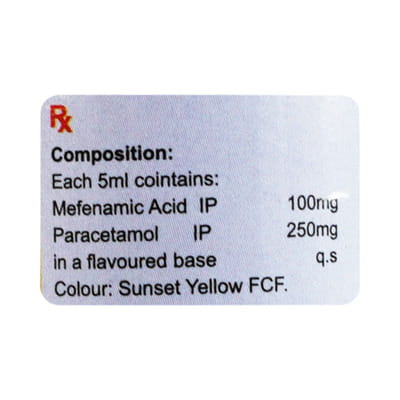 Rx
Composition:
Each 5ml cointains:
Mefenamic Acid IP 100mg
Paracetamol IP 250mg
in a flavoured base q.s
Colour: Sunset Yellow FCF.